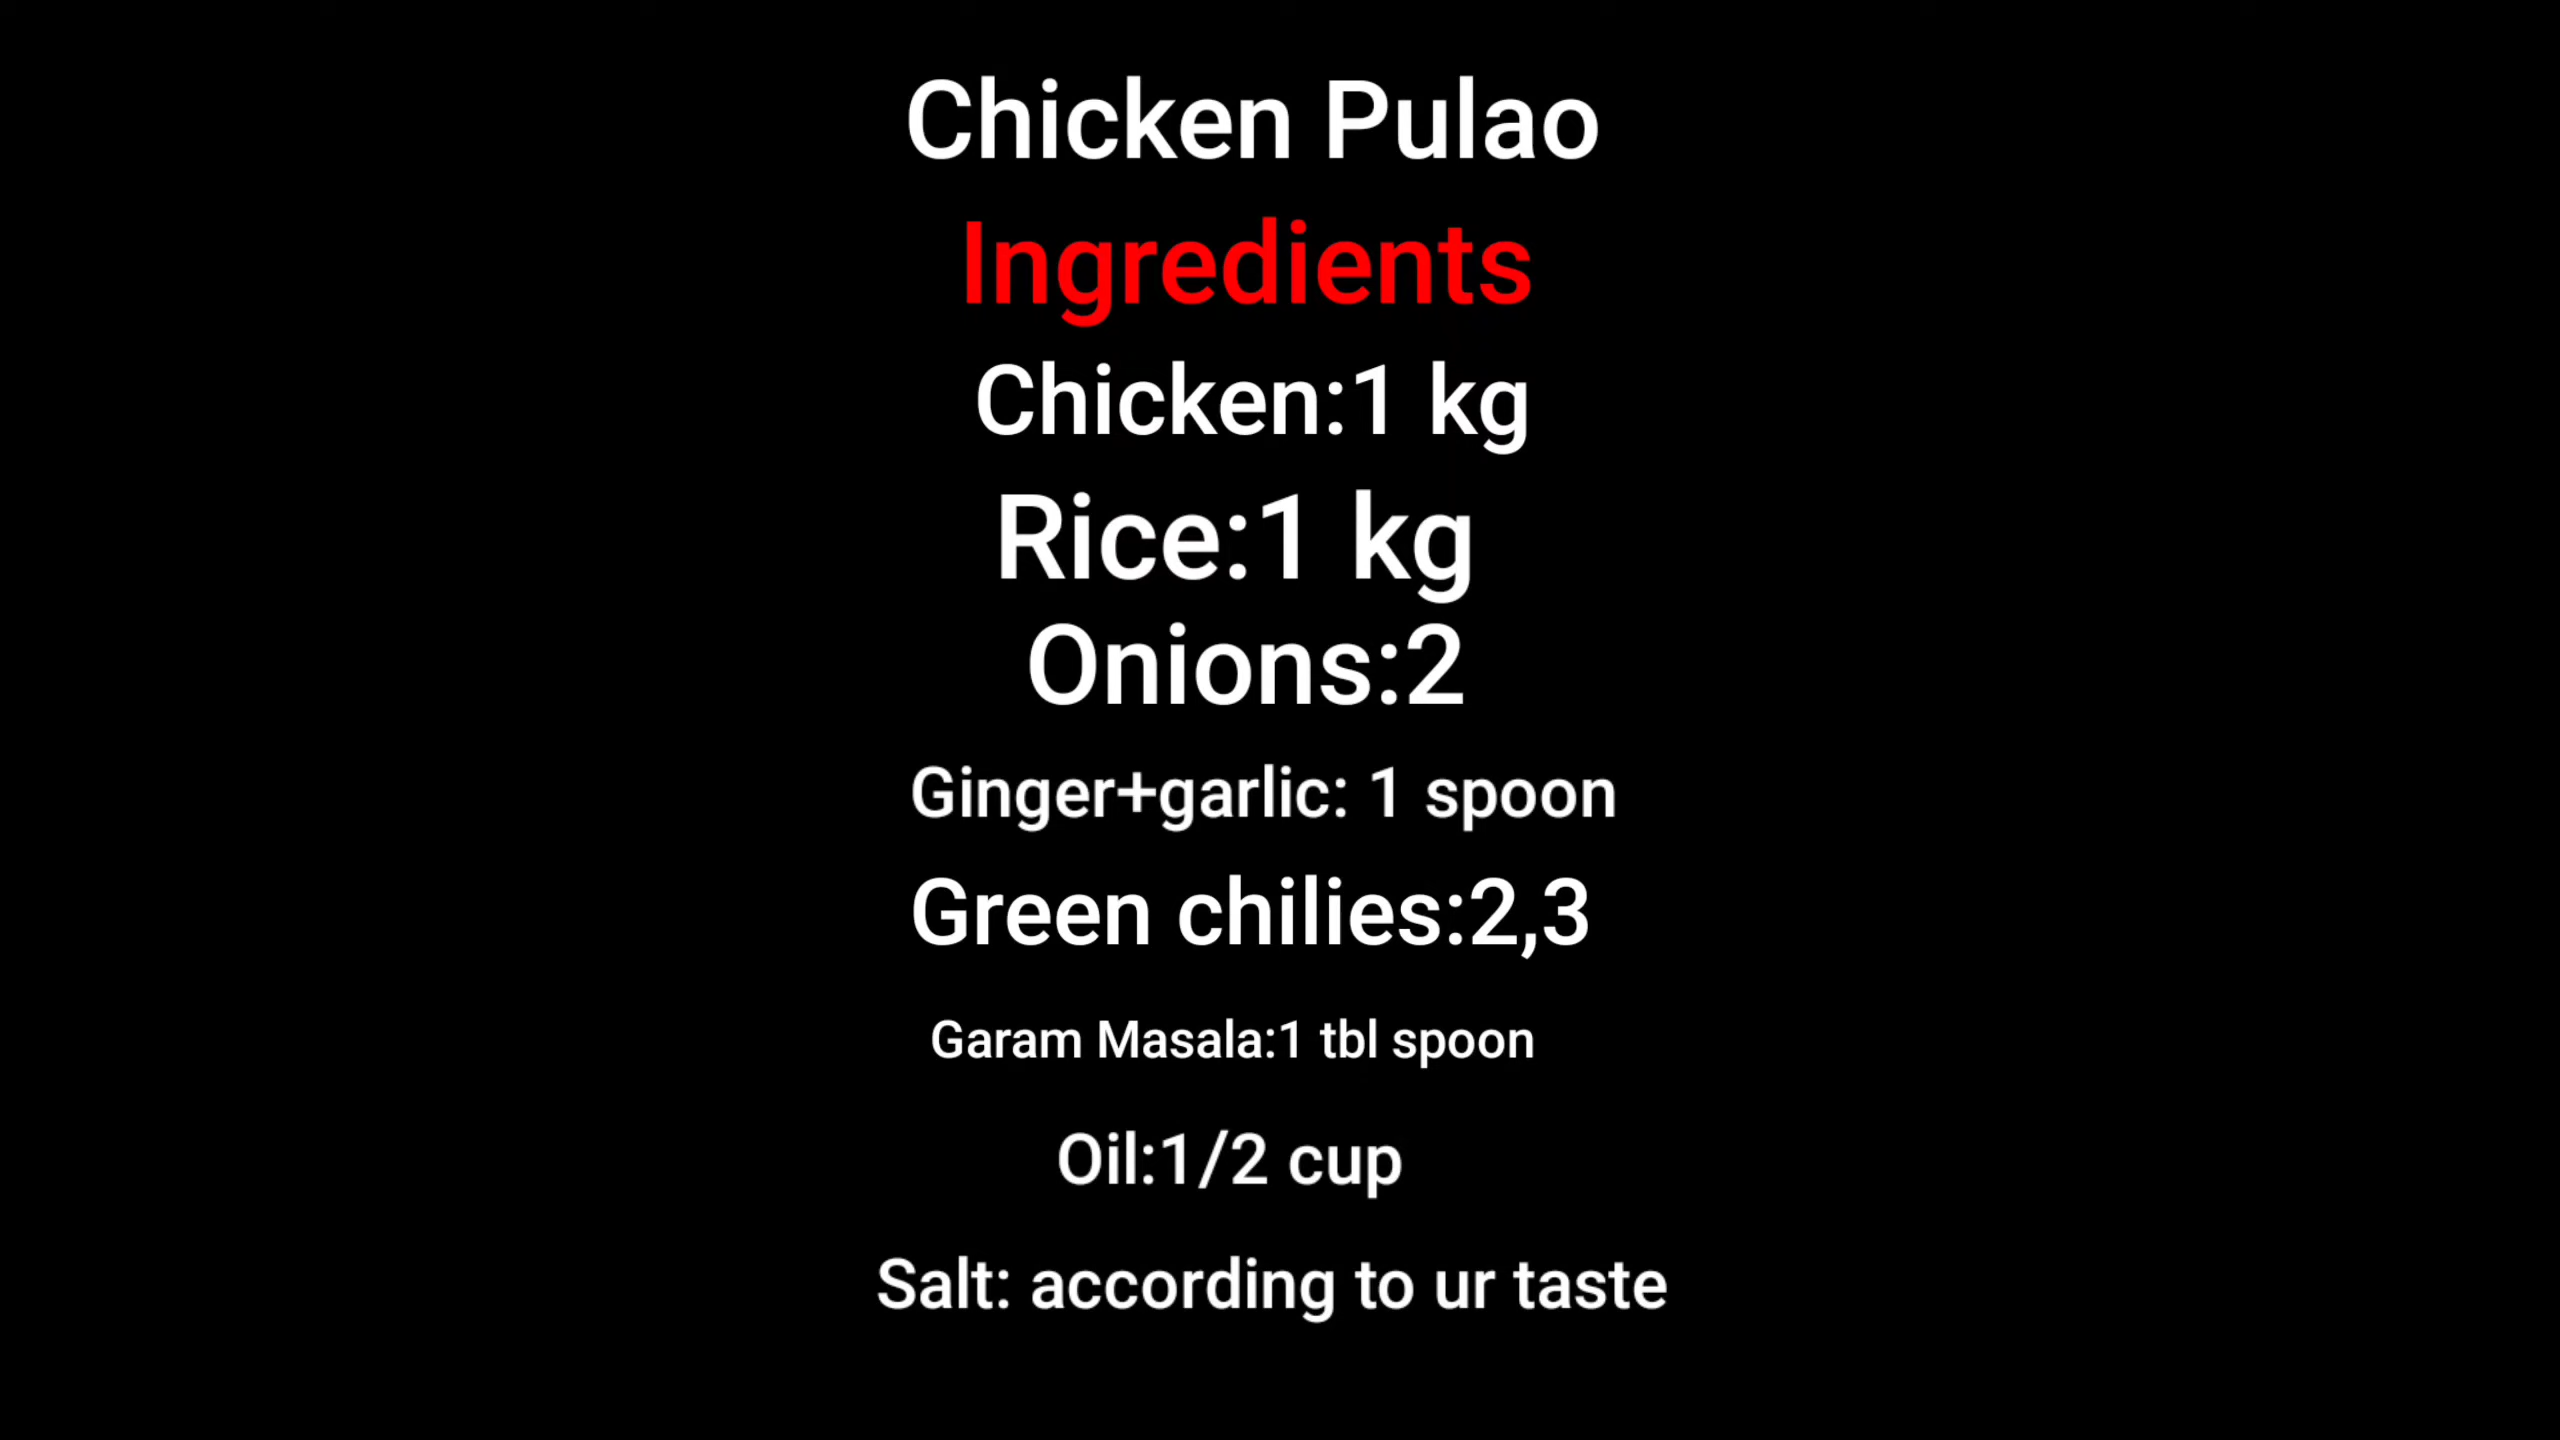 Chicken Pulao
Ingredients
Chicken:1 kg
Rice:1 kg
Onions:2
Ginger+garlic: 1 spoon
Green chilies:2,3
Garam Masala:1 tbl spoon
Oil:1/2 cup
Salt: according to ur taste